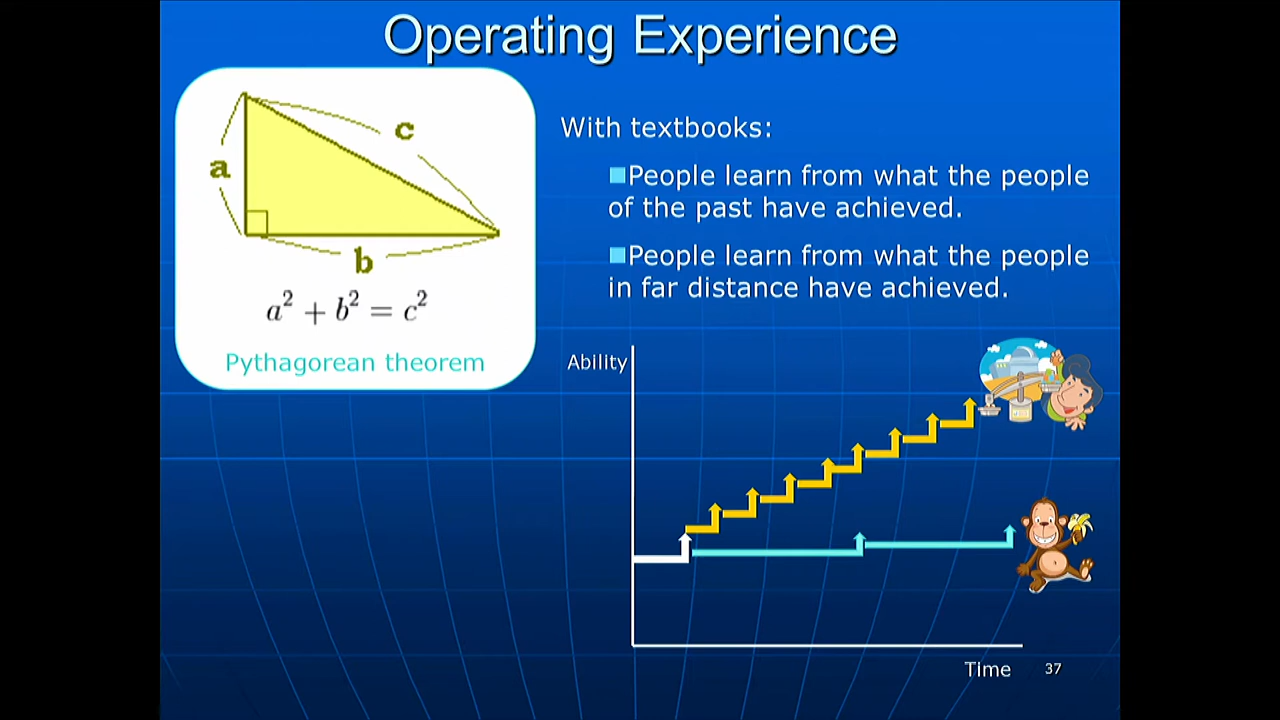 Operating Experience
a
c
b
a² + b² = c²
Pythagorean theorem
With textbooks:
People learn from what the people
of the past have achieved.
People learn from what the people
in far distance have achieved.
Ability
Time
37